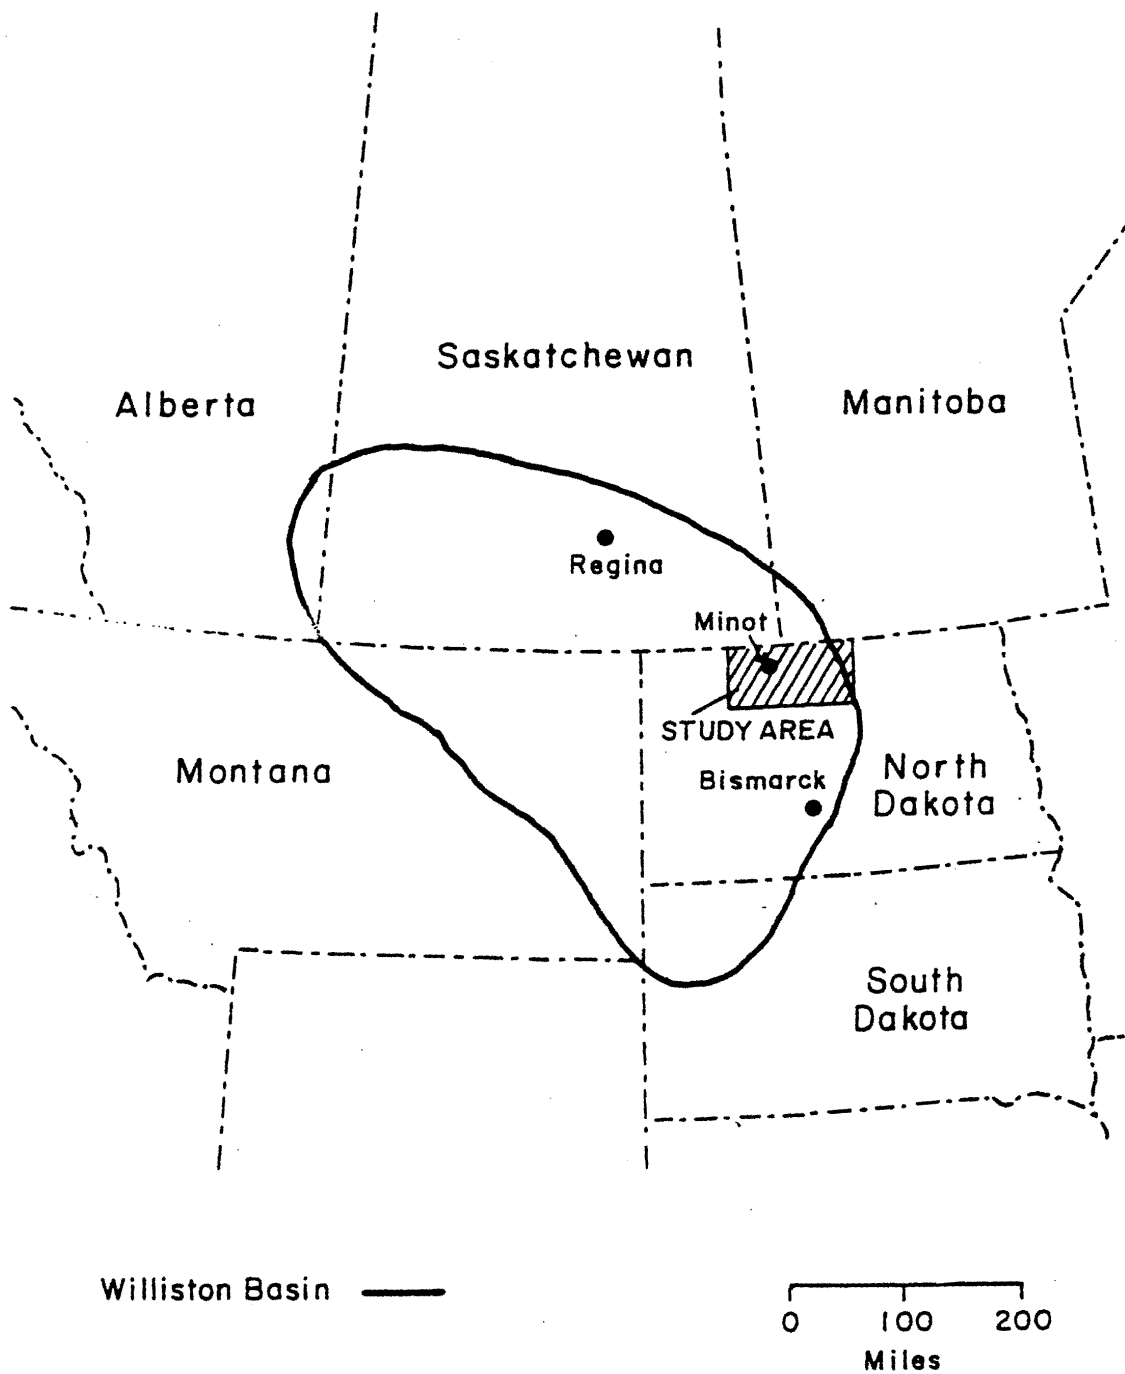 Saskatchewan
Alberta
Manitoba
Regina
Minot
STUDY AREA
Montana
Bismarck
North
Dakota
South
Dakota
Williston Basin
0 100 200
Miles